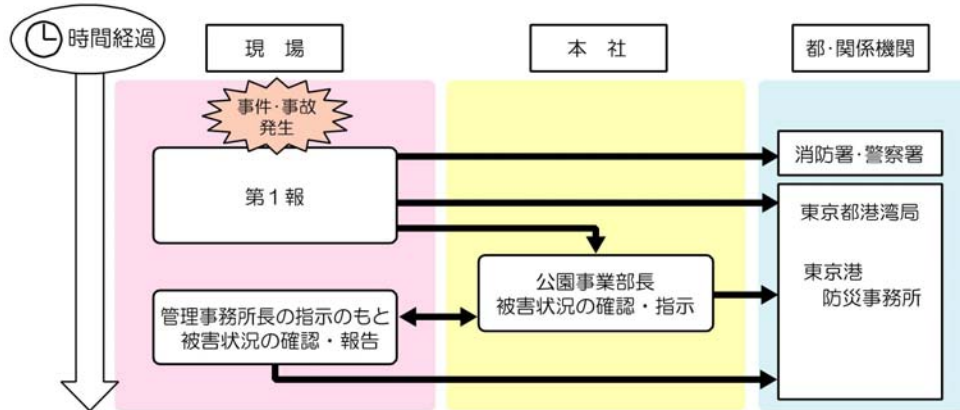 時間経過
現　場
本　社
都・関係機関
事件・事故
発生
第１報
消防署・警察署
東京都港湾局
東京港
防災事務所
公園事業部長
被害状況の確認・指示
管理事務所長の指示のもと
被害状況の確認・報告